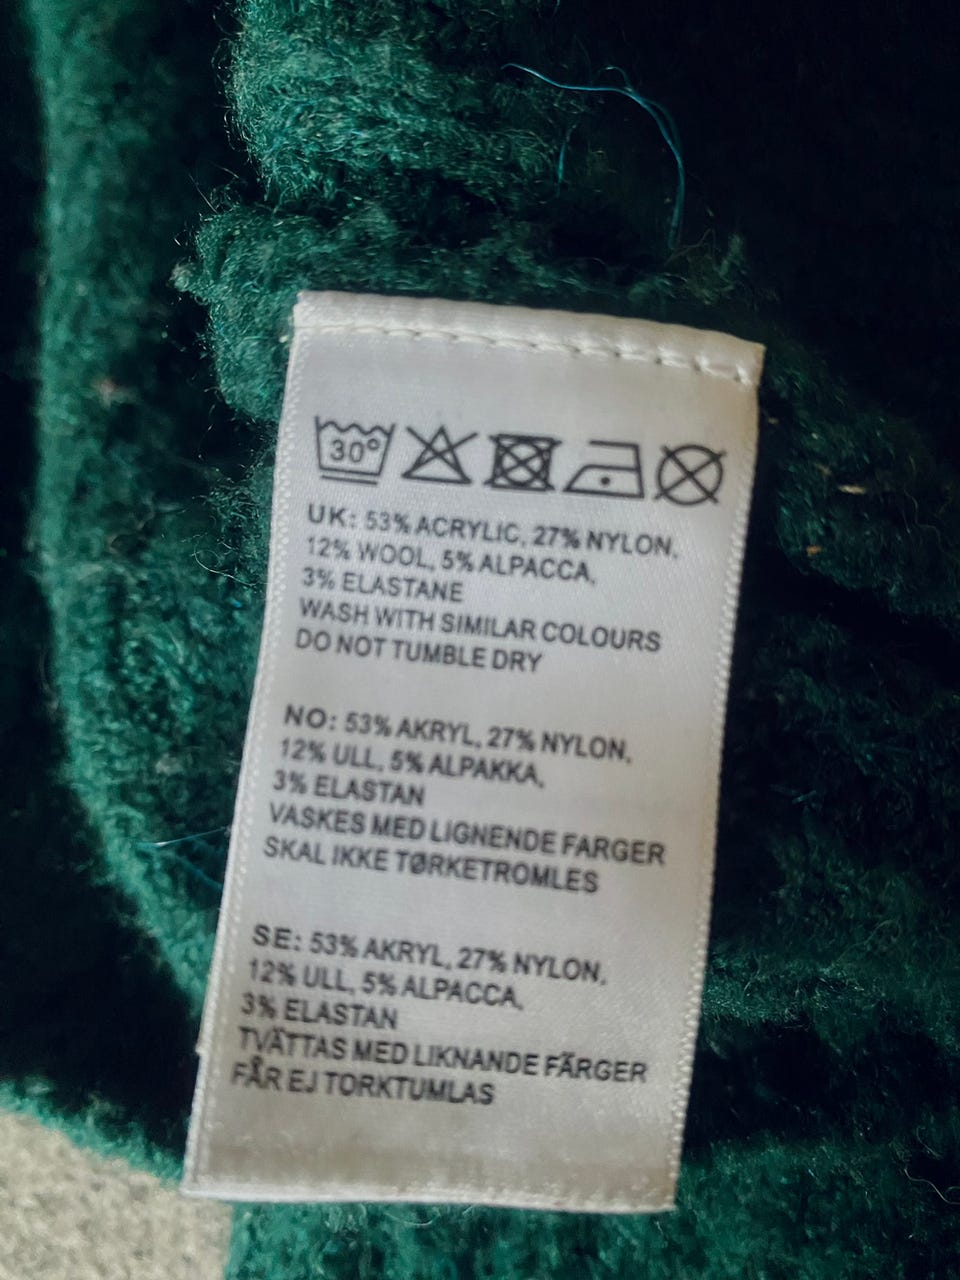 30°
UK: 53% ACRYLIC, 27% NYLON,
12% WOOL, 5% ALPACCA,
3% ELASTANE
WASH WITH SIMILAR COLOURS
DO NOT TUMBLE DRY
NO: 53% AKRYL, 27% NYLON,
12% ULL, 5% ALPAKKA,
3% ELASTAN
VASKES MED LIGNENDE FARGER
SKAL IKKE TØRKETROMLES
SE: 53% AKRYL, 27% NYLON,
12% ULL, 5% ALPACCA,
3% ELASTAN
TVÄTTAS MED LIKNANDE FÄRGER
FÅR EJ TORKTUMLAS